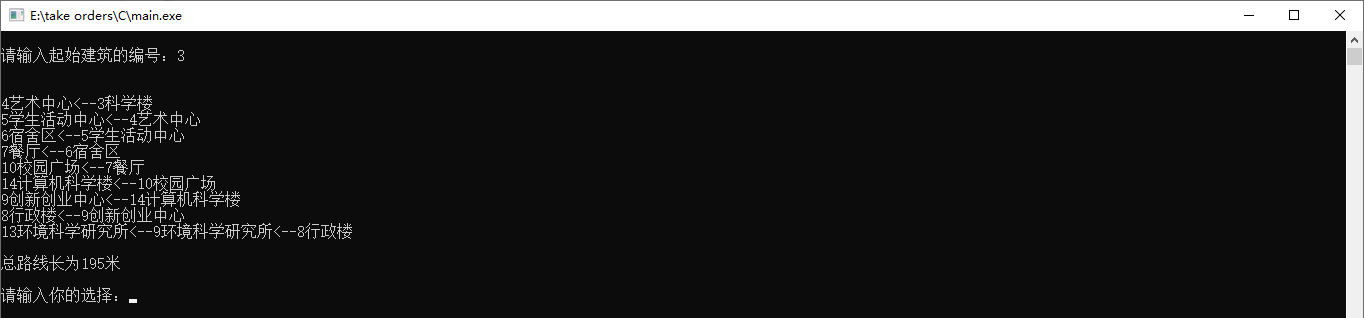 E:\take orders\C\main.exe
请输入起始建筑的编号：3
4艺术中心<--3科学楼
5学生活动中心<--4艺术中心
6宿舍区<--5学生活动中心
7餐厅<--6宿舍区
10校园广场<--7餐厅
14计算机科学楼<--10校园广场
9创新创业中心<--14计算机科学楼
8行政楼<--9创新创业中心
13环境科学研究所<--9环境科学研究所<--8行政楼
总路线长为195米
请输入你的选择：